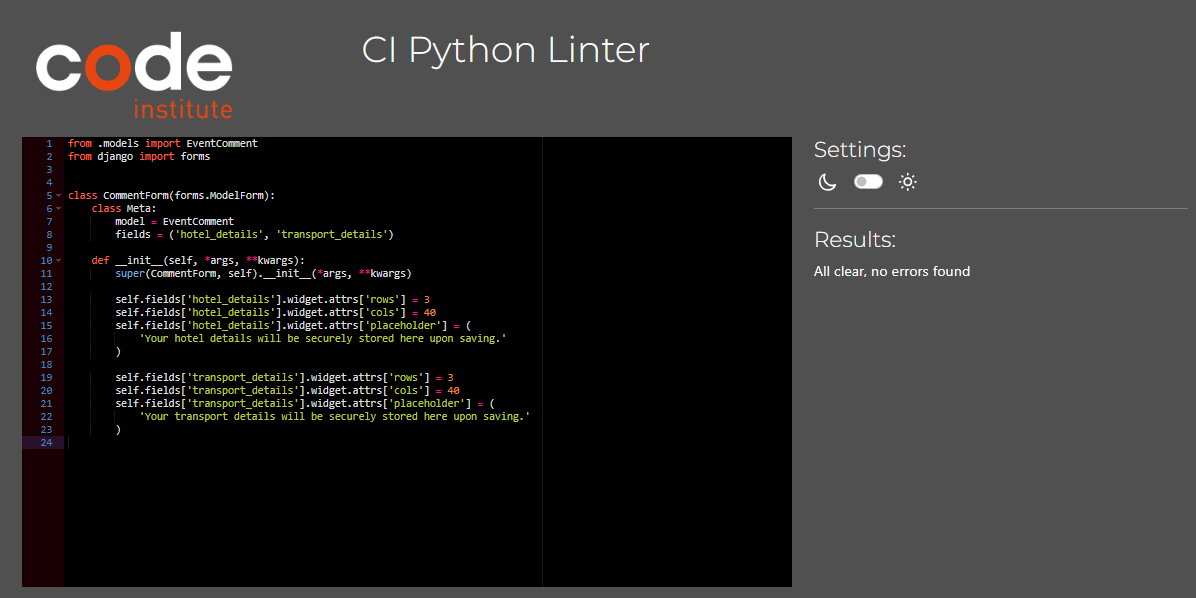 code
institute
CI Python Linter
1 from .models import EventComment
2 from django import forms
3
4
5 class CommentForm(forms.ModelForm):
6     class Meta:
7         model = EventComment
8         fields = ('hotel_details', 'transport_details')
9
10     def __init__(self, *args, **kwargs):
11         super(CommentForm, self).__init__(*args, **kwargs)
12
13         self.fields['hotel_details'].widget.attrs['rows'] = 3
14         self.fields['hotel_details'].widget.attrs['cols'] = 40
15         self.fields['hotel_details'].widget.attrs['placeholder'] = (
16             'Your hotel details will be securely stored here upon saving.'
17         )
18
19         self.fields['transport_details'].widget.attrs['rows'] = 3
20         self.fields['transport_details'].widget.attrs['cols'] = 40
21         self.fields['transport_details'].widget.attrs['placeholder'] = (
22             'Your transport details will be securely stored here upon saving.'
23         )
24
Settings:
Results:
All clear, no errors found